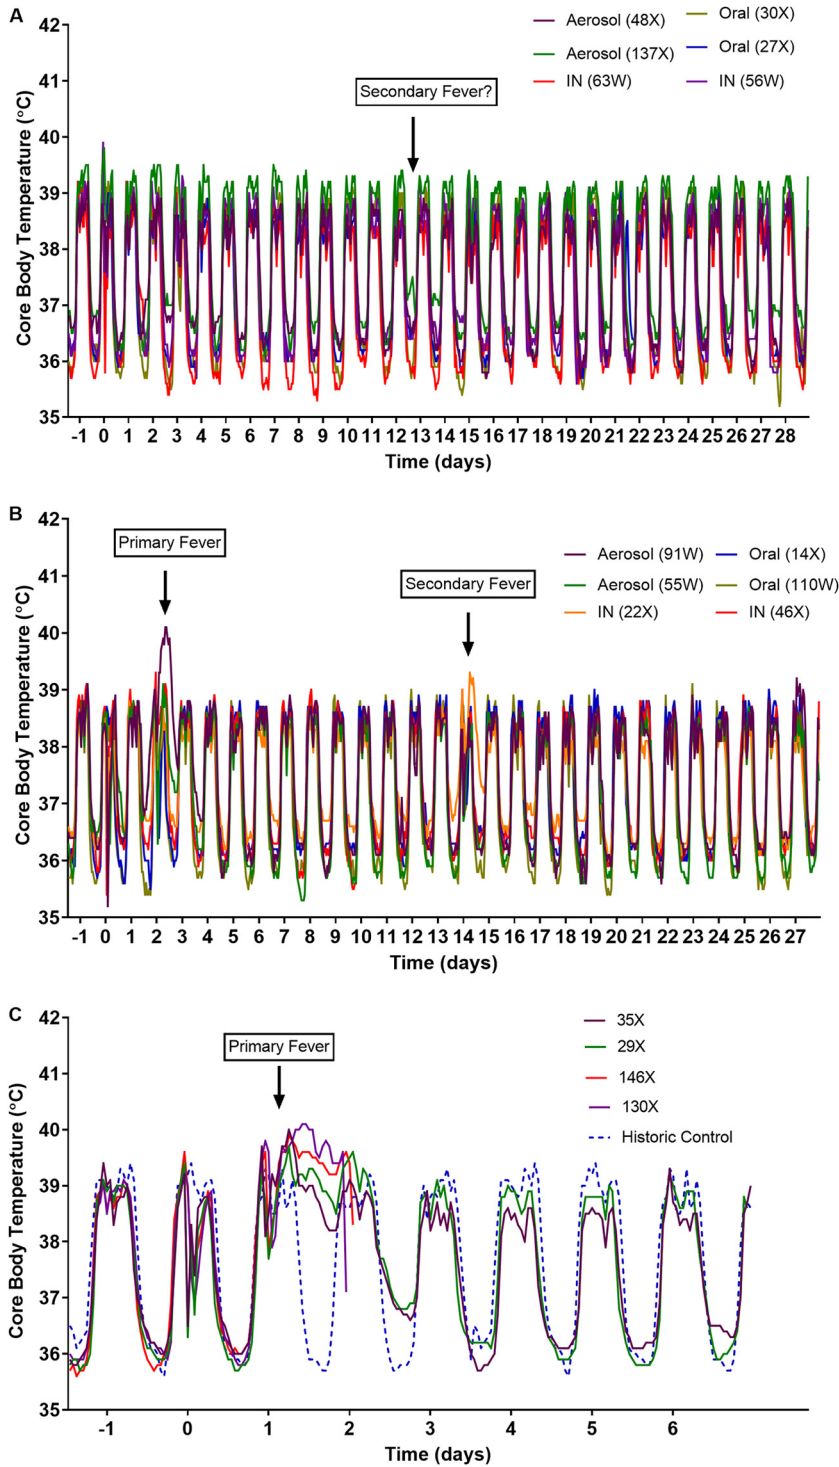 A
Aerosol (48X)
Oral (30X)
Aerosol (137X)
Oral (27X)
IN (63W)
IN (56W)
Secondary Fever?
Core Body Temperature (°C)
42
41
40
39
38
37
36
35
-1 0 1 2 3 4 5 6 7 8 9 10 11 12 13 14 15 16 17 18 19 20 21 22 23 24 25 26 27 28
Time (days)
B
Primary Fever
Secondary Fever
Aerosol (91W)
Oral (14X)
Aerosol (55W)
Oral (110W)
IN (22X)
IN (46X)
Core Body Temperature (°C)
42
41
40
39
38
37
36
35
-1 0 1 2 3 4 5 6 7 8 9 10 11 12 13 14 15 16 17 18 19 20 21 22 23 24 25 26 27
Time (days)
C
Primary Fever
35X
29X
146X
130X
Historic Control
Core Body Temperature (°C)
42
41
40
39
38
37
36
35
-1 0 1 2 3 4 5 6
Time (days)